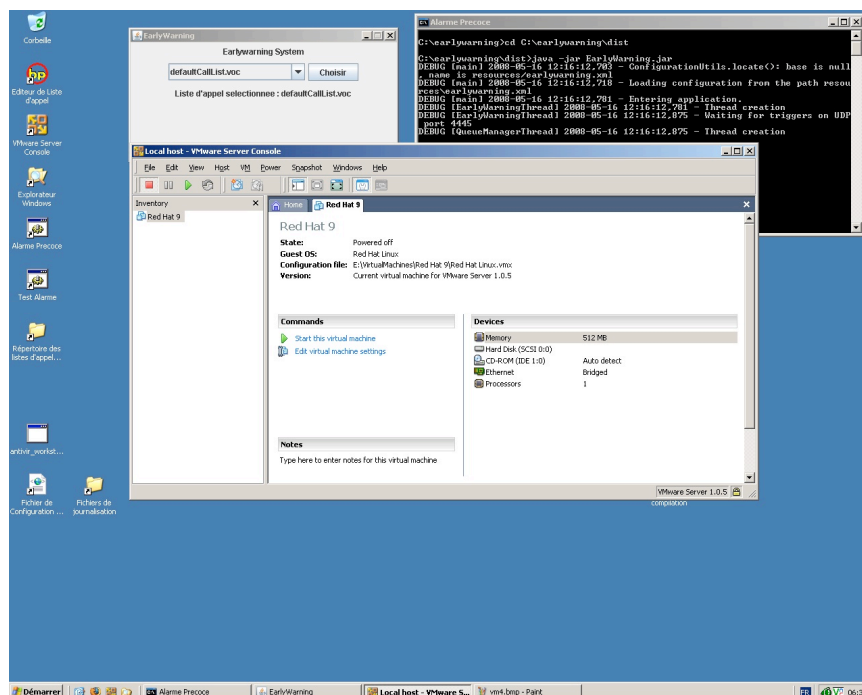 Corbeille
Editeur de Liste
d'appel
VMware Server
Console
Explorateur
Windows
Alarme Precoce
Test Alarme
Répertoire des
listes d'appel...
antivir_workst...
Fichier de
Configuration ...
Fichiers de
journalisation
EarlyWarning
Earlywarning System
defaultCallList.voc
Choisir
Liste d'appel selectionnee : defaultCallList.voc
Alarme Precoce
C:\earlywarning>cd C:\earlywarning\dist
C:\earlywarning\dist>java -jar EarlyWarning.jar
DEBUG [main] 2008-05-16 12:16:12,703 - ConfigurationUtils.locate(): base is null
, name is resources/earlywarning.xml
DEBUG [main] 2008-05-16 12:16:12,718 - Loading configuration from the path resou
rces\earlywarning.xml
DEBUG [main] 2008-05-16 12:16:12,781 - Entering application.
DEBUG [EarlyWarningThread] 2008-05-16 12:16:12,781 - Thread creation
DEBUG [EarlyWarningThread] 2008-05-16 12:16:12,875 - Waiting for triggers on UDP
port 4445
DEBUG [QueueManagerThread] 2008-05-16 12:16:12,875 - Thread creation
Local host - VMware Server Console
File Edit View Host VM Power Snapshot Windows Help
Inventory
Red Hat 9
Home Red Hat 9
Red Hat 9
State: Powered off
Guest OS: Red Hat Linux
Configuration file: E:\VirtualMachines\Red Hat 9\Red Hat Linux.vmx
Version: Current virtual machine for VMware Server 1.0.5
Commands
Start this virtual machine
Edit virtual machine settings
Devices
Memory 512 MB
Hard Disk (SCSI 0:0)
CD-ROM (IDE 1:0) Auto detect
Ethernet Bridged
Processors 1
Notes
Type here to enter notes for this virtual machine
VMware Server 1.0.5
compilation
Démarrer
Alarme Precoce
EarlyWarning
Local host - VMware S...
vm4.bmp - Paint
FR